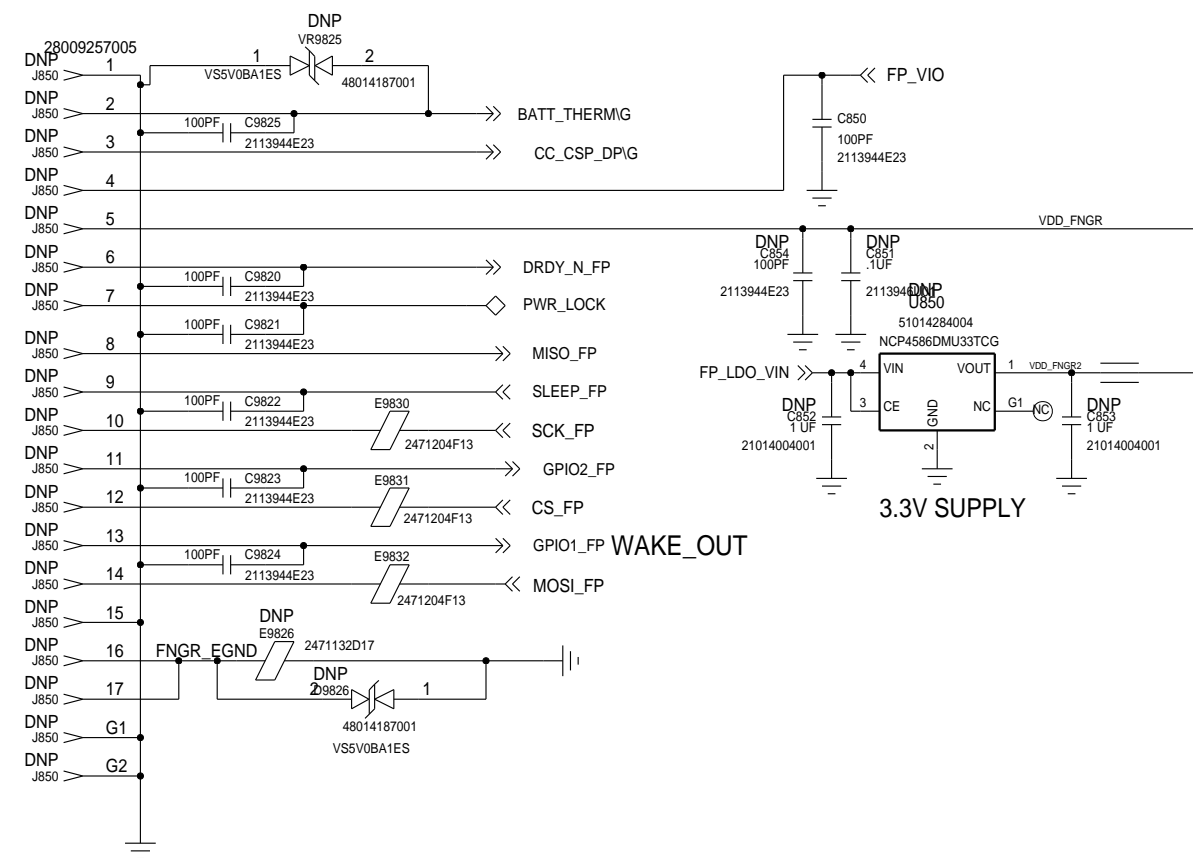 28009257005
DNP
J850
1
DNP
VR9825
1
2
VS5V0BA1ES
48014187001
DNP
J850
2
BATT_THERM\G
100PF
C9825
2113944E23
DNP
J850
3
CC_CSP_DP\G
DNP
J850
4
FP_VIO
C850
100PF
2113944E23
DNP
J850
5
VDD_FNGR
DNP
J850
6
DRDY_N_FP
100PF
C9820
2113944E23
DNP
J850
7
PWR_LOCK
100PF
C9821
2113944E23
DNP
J850
8
MISO_FP
DNP
J850
9
SLEEP_FP
100PF
C9822
2113944E23
DNP
J850
10
E9830
2471204F13
SCK_FP
DNP
J850
11
GPIO2_FP
100PF
C9823
2113944E23
DNP
J850
12
E9831
2471204F13
CS_FP
DNP
J850
13
GPIO1_FP WAKE_OUT
100PF
C9824
2113944E23
DNP
J850
14
E9832
2471204F13
MOSI_FP
DNP
J850
15
DNP
J850
16
FNGR_EGND
DNP
E9826
2471132D17
DNP
J850
17
DNP
2
1
48014187001
VS5V0BA1ES
DNP
J850
G1
DNP
J850
G2
DNP
C854
100PF
2113944E23
DNP
C851
.1UF
DNP
U850
51014284004
NCP4586DMU33TCG
FP_LDO_VIN
4
VIN
VOUT
1
VDD_FNGR2
3
CE
GND
NC
G1
NC
2
DNP
C852
1 UF
21014004001
DNP
C853
1 UF
21014004001
3.3V SUPPLY